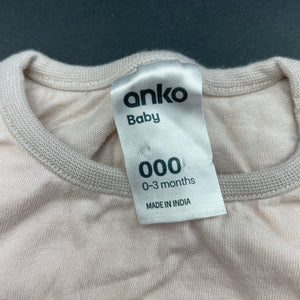 anko
Baby
000
0-3 months
MADE IN INDIA